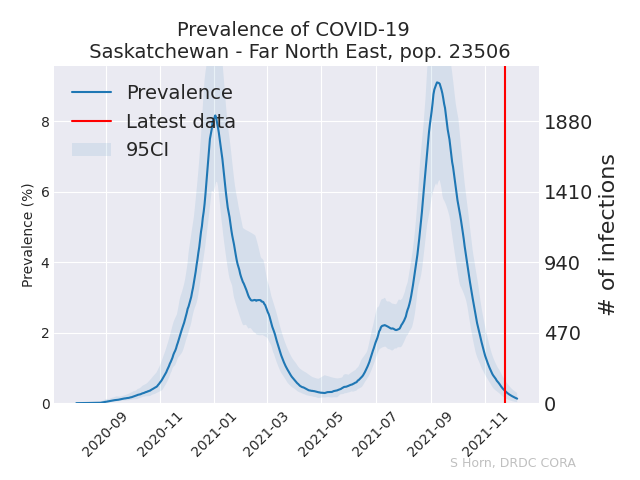 Prevalence of COVID-19
Saskatchewan - Far North East, pop. 23506
Prevalence
Latest data
95CI
Prevalence (%)
8
6
4
2
0
1880
1410
940
470
0
# of infections
2020-09
2020-11
2021-01
2021-03
2021-05
2021-07
2021-09
2021-11
S Horn, DRDC CORA